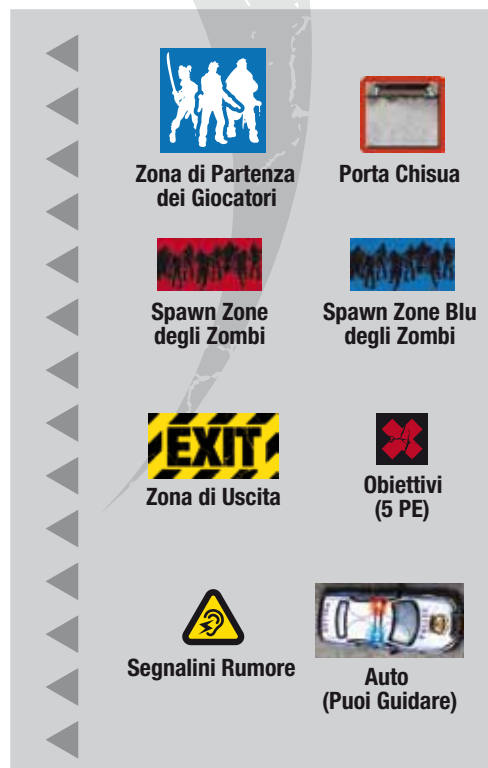 Zona di Partenza
dei Giocatori
Porta Chisua
Spawn Zone
degli Zombi
Spawn Zone Blu
degli Zombi
EXIT
Zona di Uscita
Obiettivi
(5 PE)
Segnalini Rumore
Auto
(Puoi Guidare)